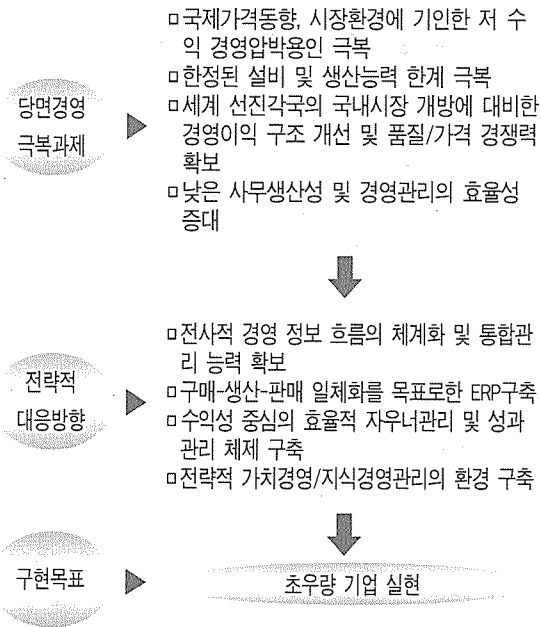 당면경영
극복과제
▫국제가격동향, 시장환경에 기인한 저 수
익 경영압박용인 극복
▫한정된 설비 및 생산능력 한계 극복
▫세계 선진각국의 국내시장 개방에 대비한
경영이익 구조 개선 및 품질/가격 경쟁력
확보
▫낮은 사무생산성 및 경영관리의 효율성
증대
전략적
대응방향
▫전사적 경영 정보 흐름의 체계화 및 통합관
리 능력 확보
▫구매-생산-판매 일체화를 목표로한 ERP구축
▫수익성 중심의 효율적 자우너관리 및 성과
관리 체제 구축
▫전략적 가치경영/지식경영관리의 환경 구축
구현목표
초우량 기업 실현